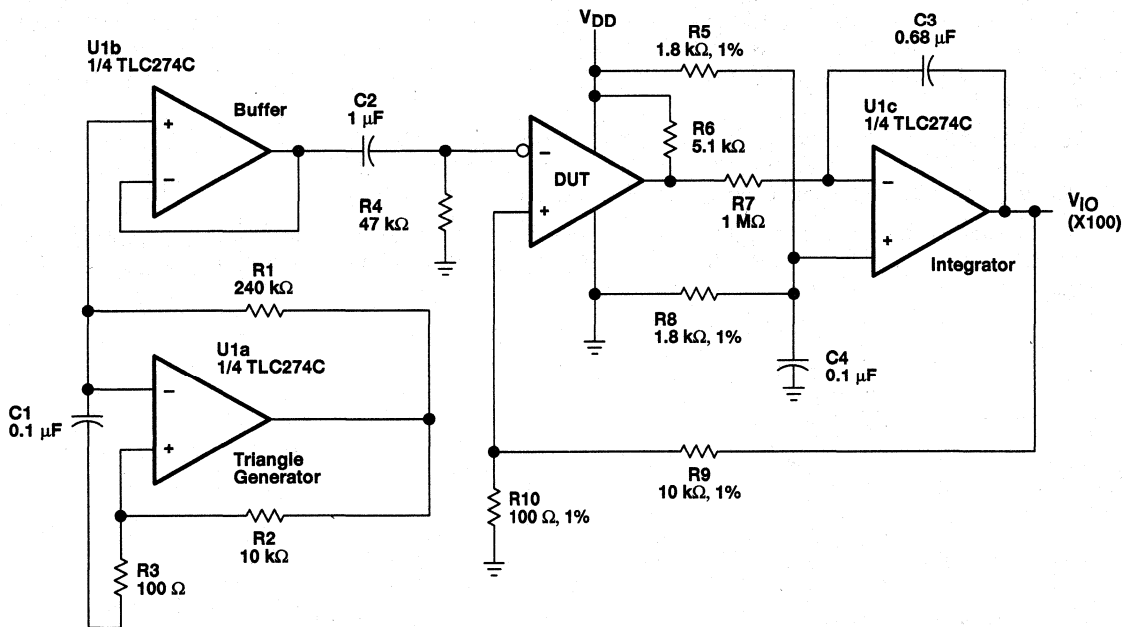 U1b
1/4 TLC274C
Buffer
+
−
C2
1 µF
R4
47 kΩ
VDD
R5
1.8 kΩ, 1%
R6
5.1 kΩ
−
DUT
+
R7
1 MΩ
C3
0.68 µF
U1c
1/4 TLC274C
−
+
Integrator
VIO
(X100)
R8
1.8 kΩ, 1%
C4
0.1 µF
R1
240 kΩ
U1a
1/4 TLC274C
−
+
Triangle
Generator
C1
0.1 µF
R2
10 kΩ
R3
100 Ω
R9
10 kΩ, 1%
R10
100 Ω, 1%